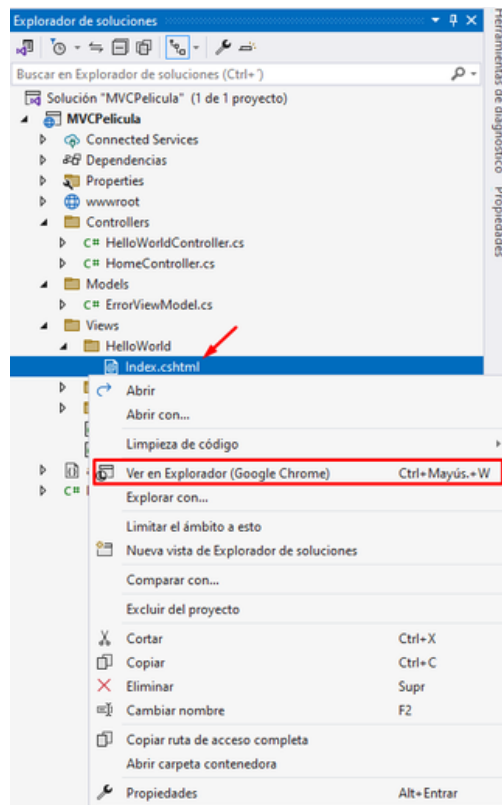 Explorador de soluciones
Buscar en Explorador de soluciones (Ctrl+´)
Solución "MVCPelicula" (1 de 1 proyecto)
MVCPelicula
Connected Services
Dependencias
Properties
wwwroot
Controllers
C# HelloWorldController.cs
C# HomeController.cs
Models
C# ErrorViewModel.cs
Views
HelloWorld
Index.cshtml
Abrir
Abrir con...
Limpieza de código
Ver en Explorador (Google Chrome) Ctrl+Mayús.+W
Explorar con...
C#
Limitar el ámbito a esto
Nueva vista de Explorador de soluciones
Comparar con...
Excluir del proyecto
Cortar Ctrl+X
Copiar Ctrl+C
Eliminar Supr
Cambiar nombre F2
Copiar ruta de acceso completa
Abrir carpeta contenedora
Propiedades Alt+Entrar
Herramientas de diagnóstico
Propiedades